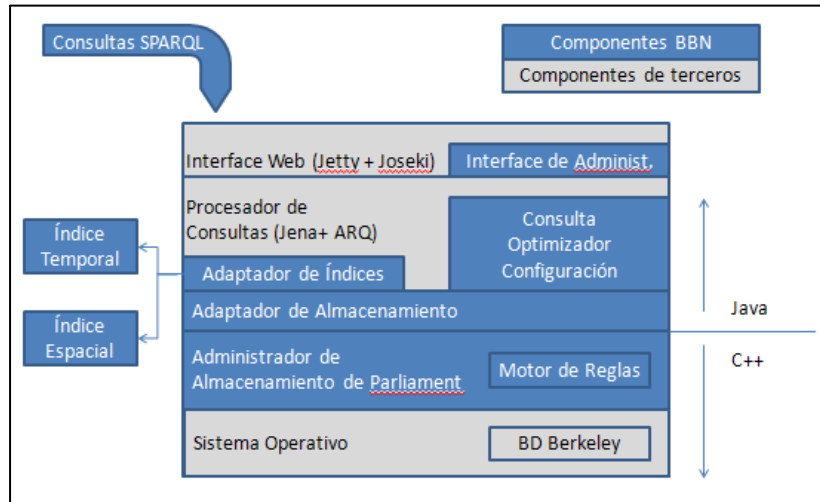 Consultas SPARQL
Componentes BBN
Componentes de terceros
Interface Web (Jetty + Joseki)
Interface de Administ,
Procesador de
Consultas (Jena+ ARQ)
Consulta
Optimizador
Configuración
Índice
Temporal
Adaptador de Índices
Adaptador de Almacenamiento
Índice
Espacial
Java
C++
Administrador de
Almacenamiento de Parliament
Motor de Reglas
Sistema Operativo
BD Berkeley